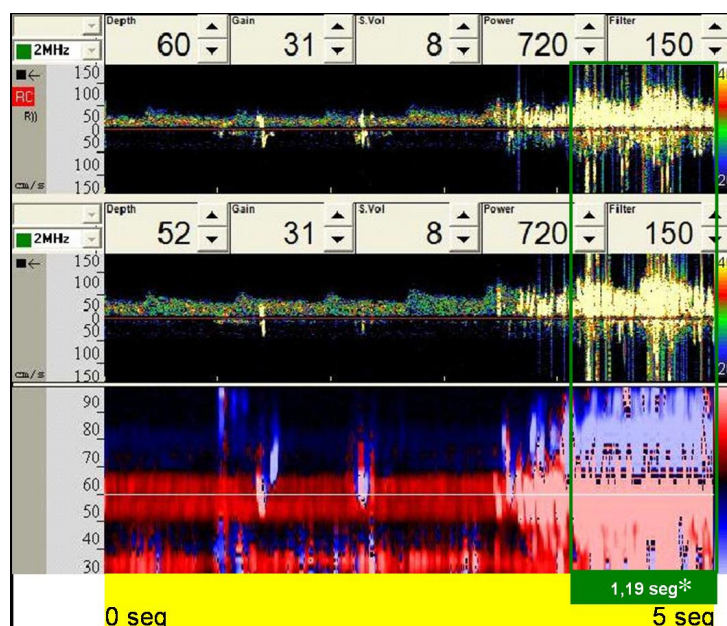 Depth 60 Gain 31 S.Vol 8 Power 720 Filter 150
2MHz
RC
R))
150
100
50
0
50
100
150
cm/s
Depth 52 Gain 31 S.Vol 8 Power 720 Filter 150
2MHz
150
100
50
0
50
100
150
cm/s
90
80
70
60
50
40
30
1,19 seg*
0 seg 5 seg